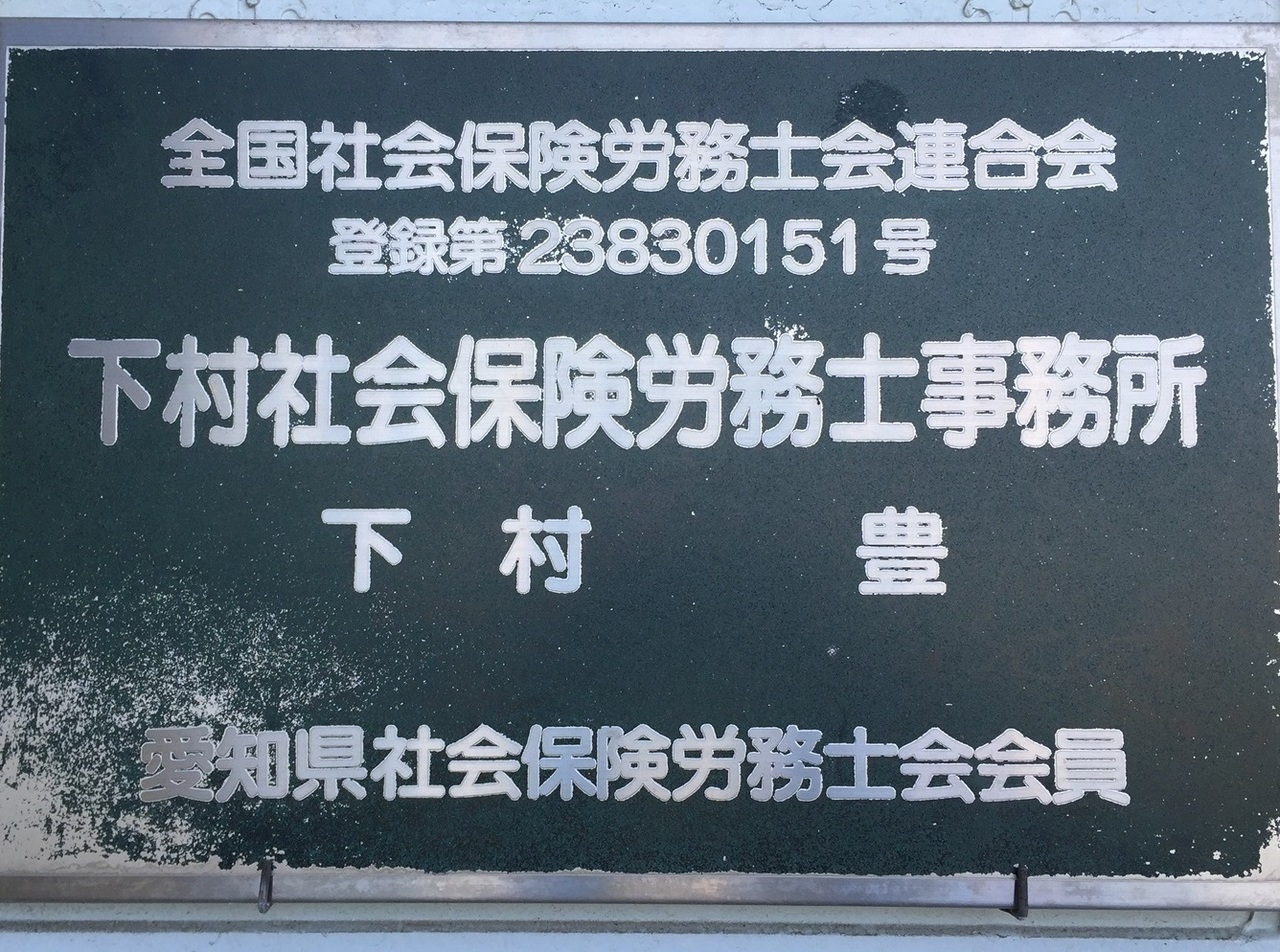 全国社会保険労務士会連合会
登録第23830151号
下村社会保険労務士事務所
下村 豊
愛知県社会保険労務士会会員